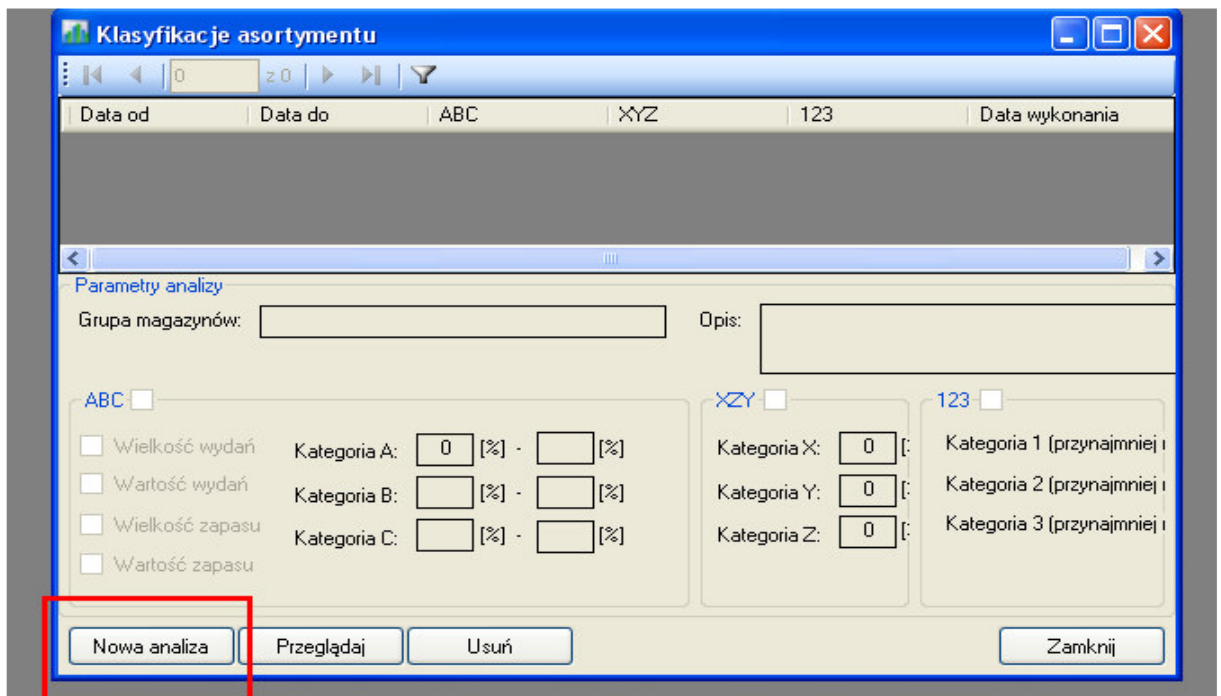 Klasyfikacje asortymentu
0 z 0
Data od Data do ABC XYZ 123 Data wykonania
Parametry analizy
Grupa magazynów: Opis:
ABC XZY 123
Wielkość wydań Kategoria A: 0 [%] - [%] Kategoria X: 0 [ Kategoria 1 (przynajmniej
Wartość wydań Kategoria B: [%] - [%] Kategoria Y: 0 [ Kategoria 2 (przynajmniej
Wielkość zapasu Kategoria C: [%] - [%] Kategoria Z: 0 [ Kategoria 3 (przynajmniej
Wartość zapasu
Nowa analiza Przeglądaj Usuń Zamknij